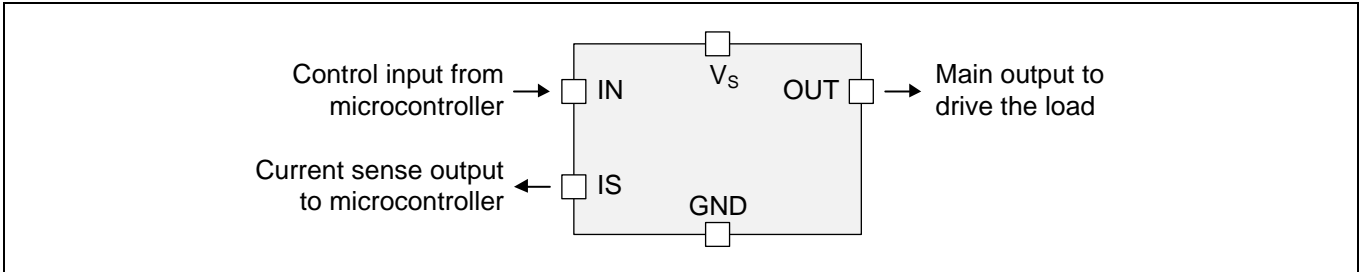 Control input from
microcontroller
IN
V_S
OUT
Main output to
drive the load
Current sense output
to microcontroller
IS
GND